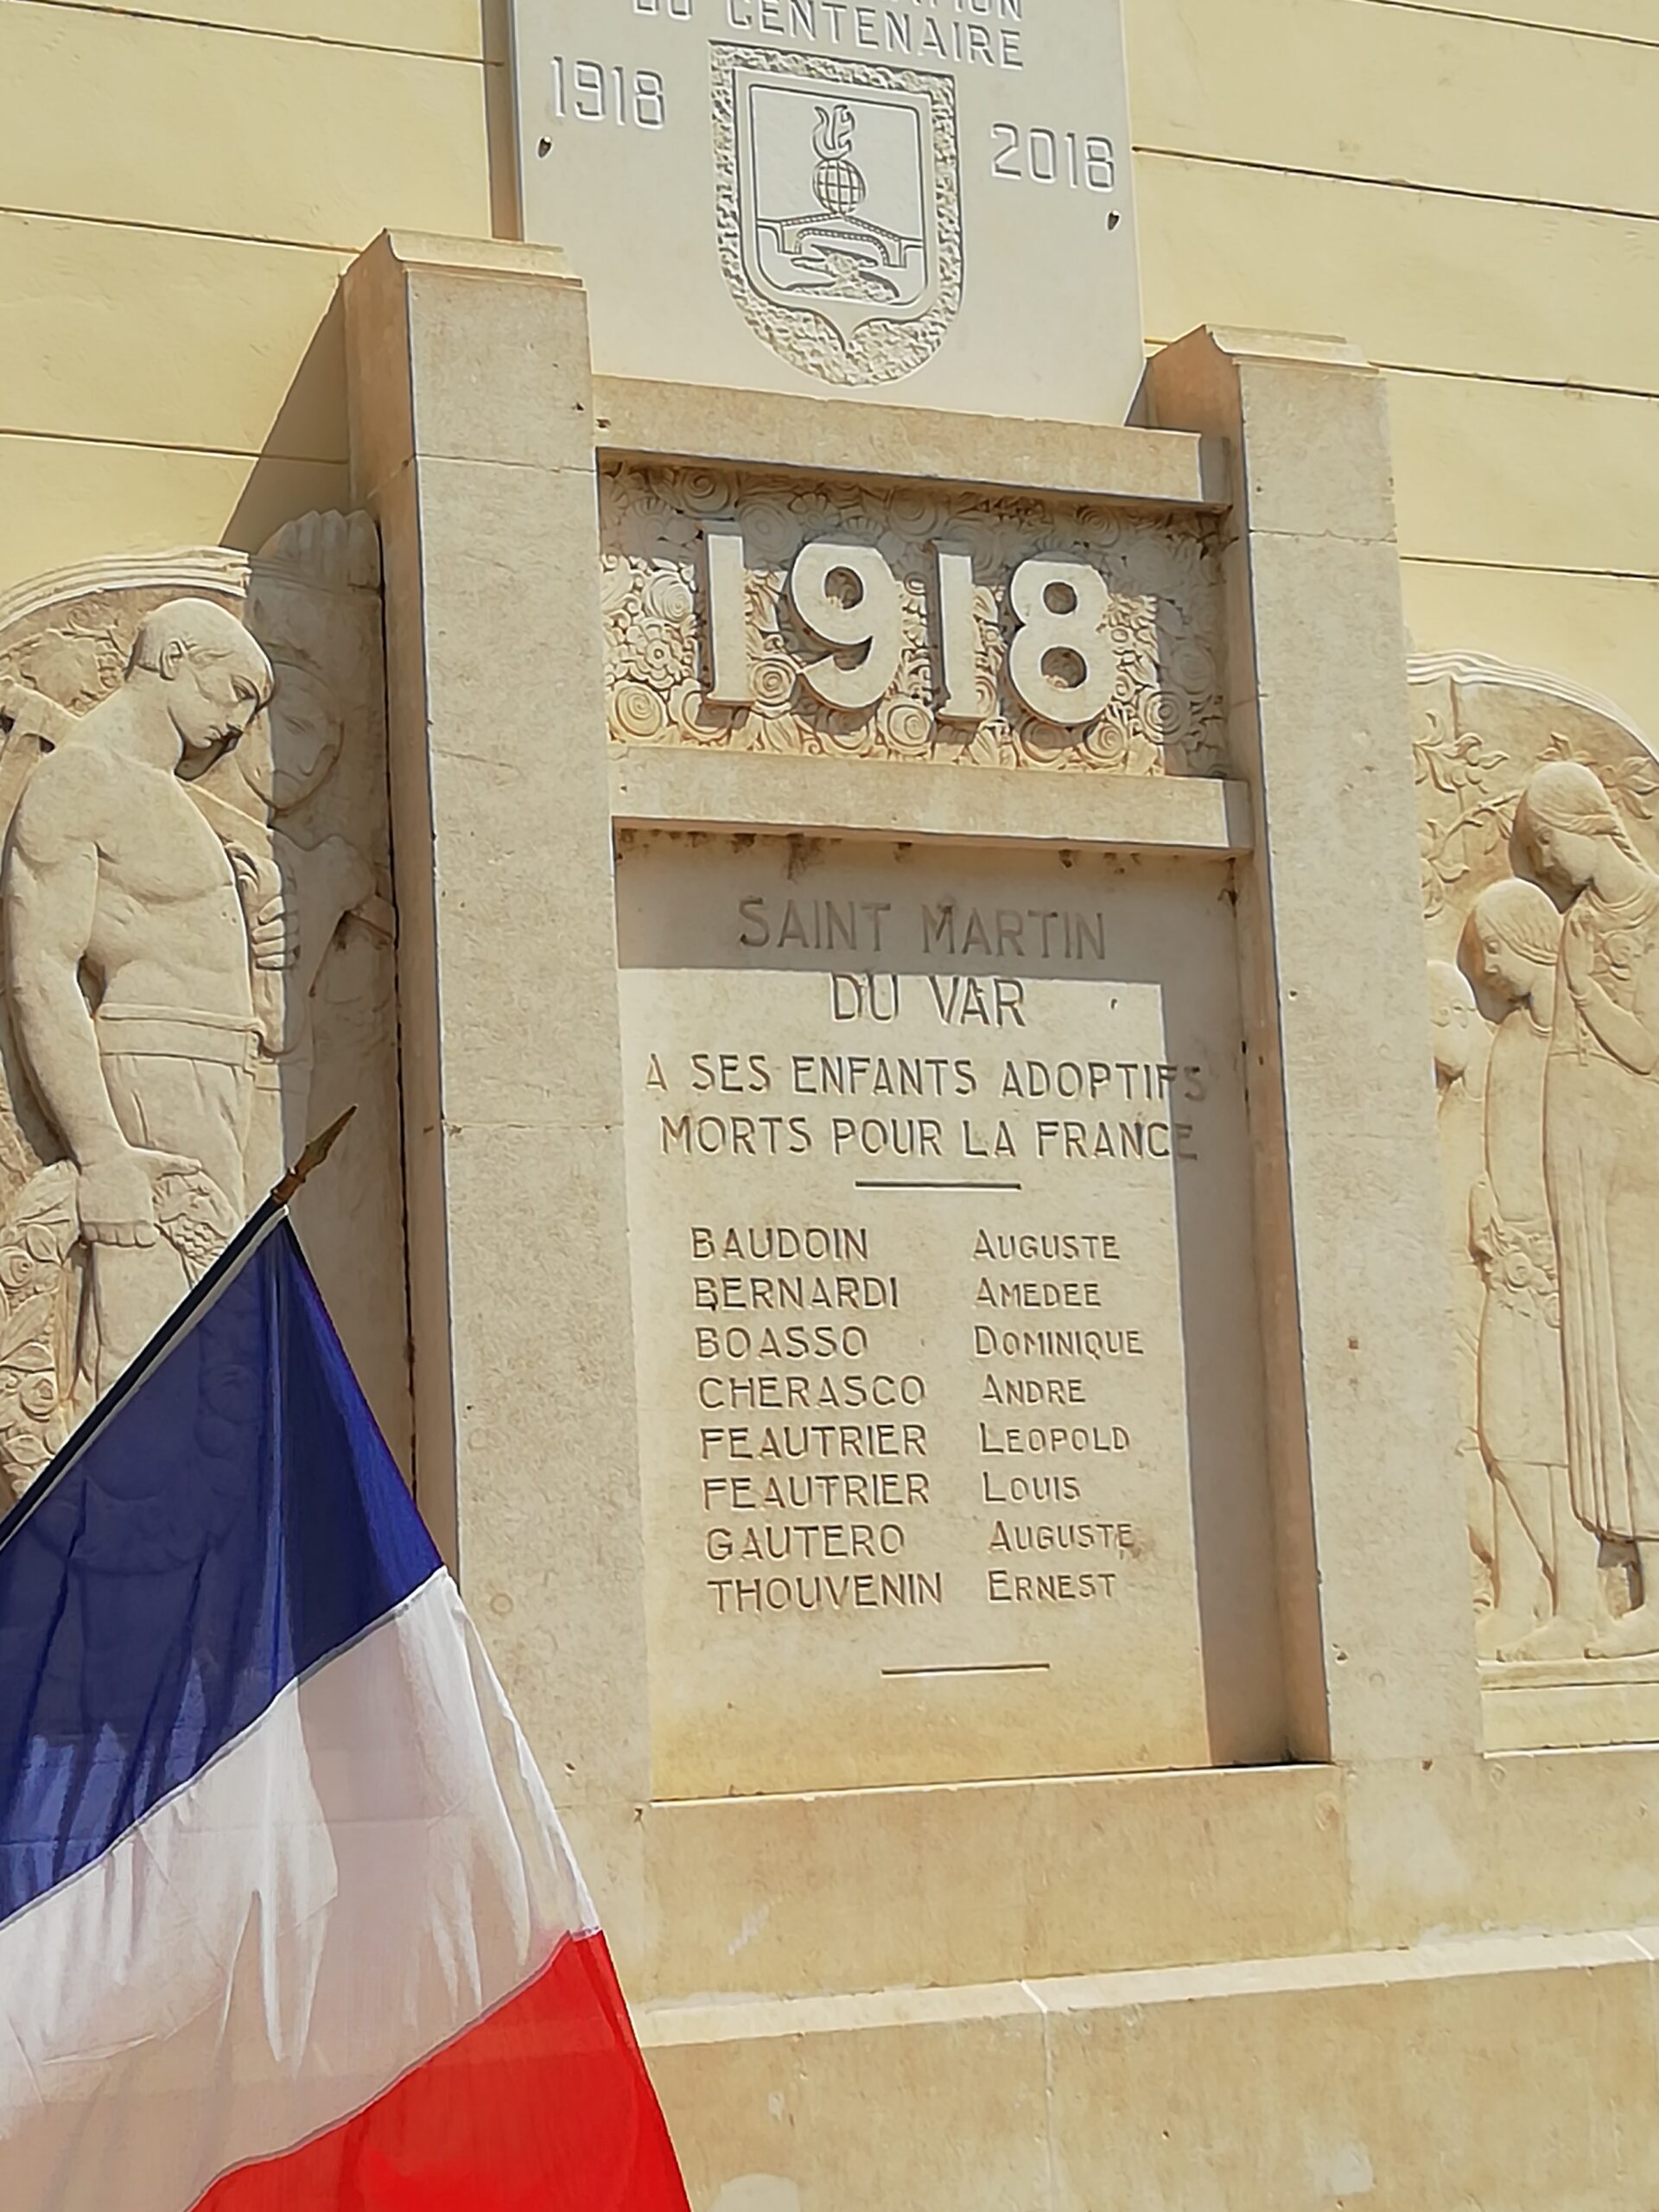 DU CENTENAIRE
1918 2018
1918
SAINT MARTIN
DU VAR
A SES ENFANTS ADOPTIFS
MORTS POUR LA FRANCE
BAUDOIN AUGUSTE
BERNARDI AMEDEE
BOASSO DOMINIQUE
CHERASCO ANDRE
FEAUTRIER LEOPOLD
FEAUTRIER LOUIS
GAUTERO AUGUSTE
THOUVENIN ERNEST